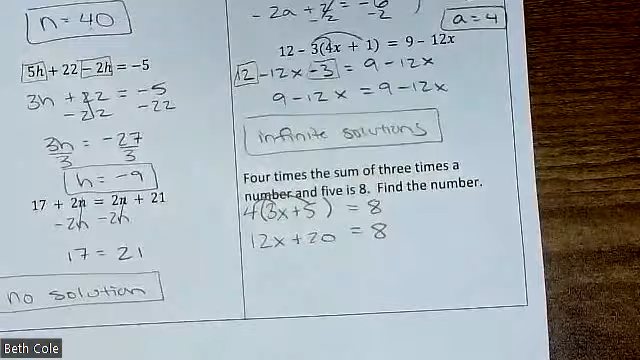 n = 40
5h + 22 - 2h = -5
3h + 22 = -5
-22 -22
3h = -27
3 3
h = -9
17 + 2n = 2n + 21
-2n -2n
17 = 21
no solution
-2 -2
a = 4
12 - 3(4x + 1) = 9 - 12x
12 - 12x - 3 = 9 - 12x
9 - 12x = 9 - 12x
infinite solutions
Four times the sum of three times a
number and five is 8. Find the number.
4(3x + 5) = 8
12x + 20 = 8
Beth Cole